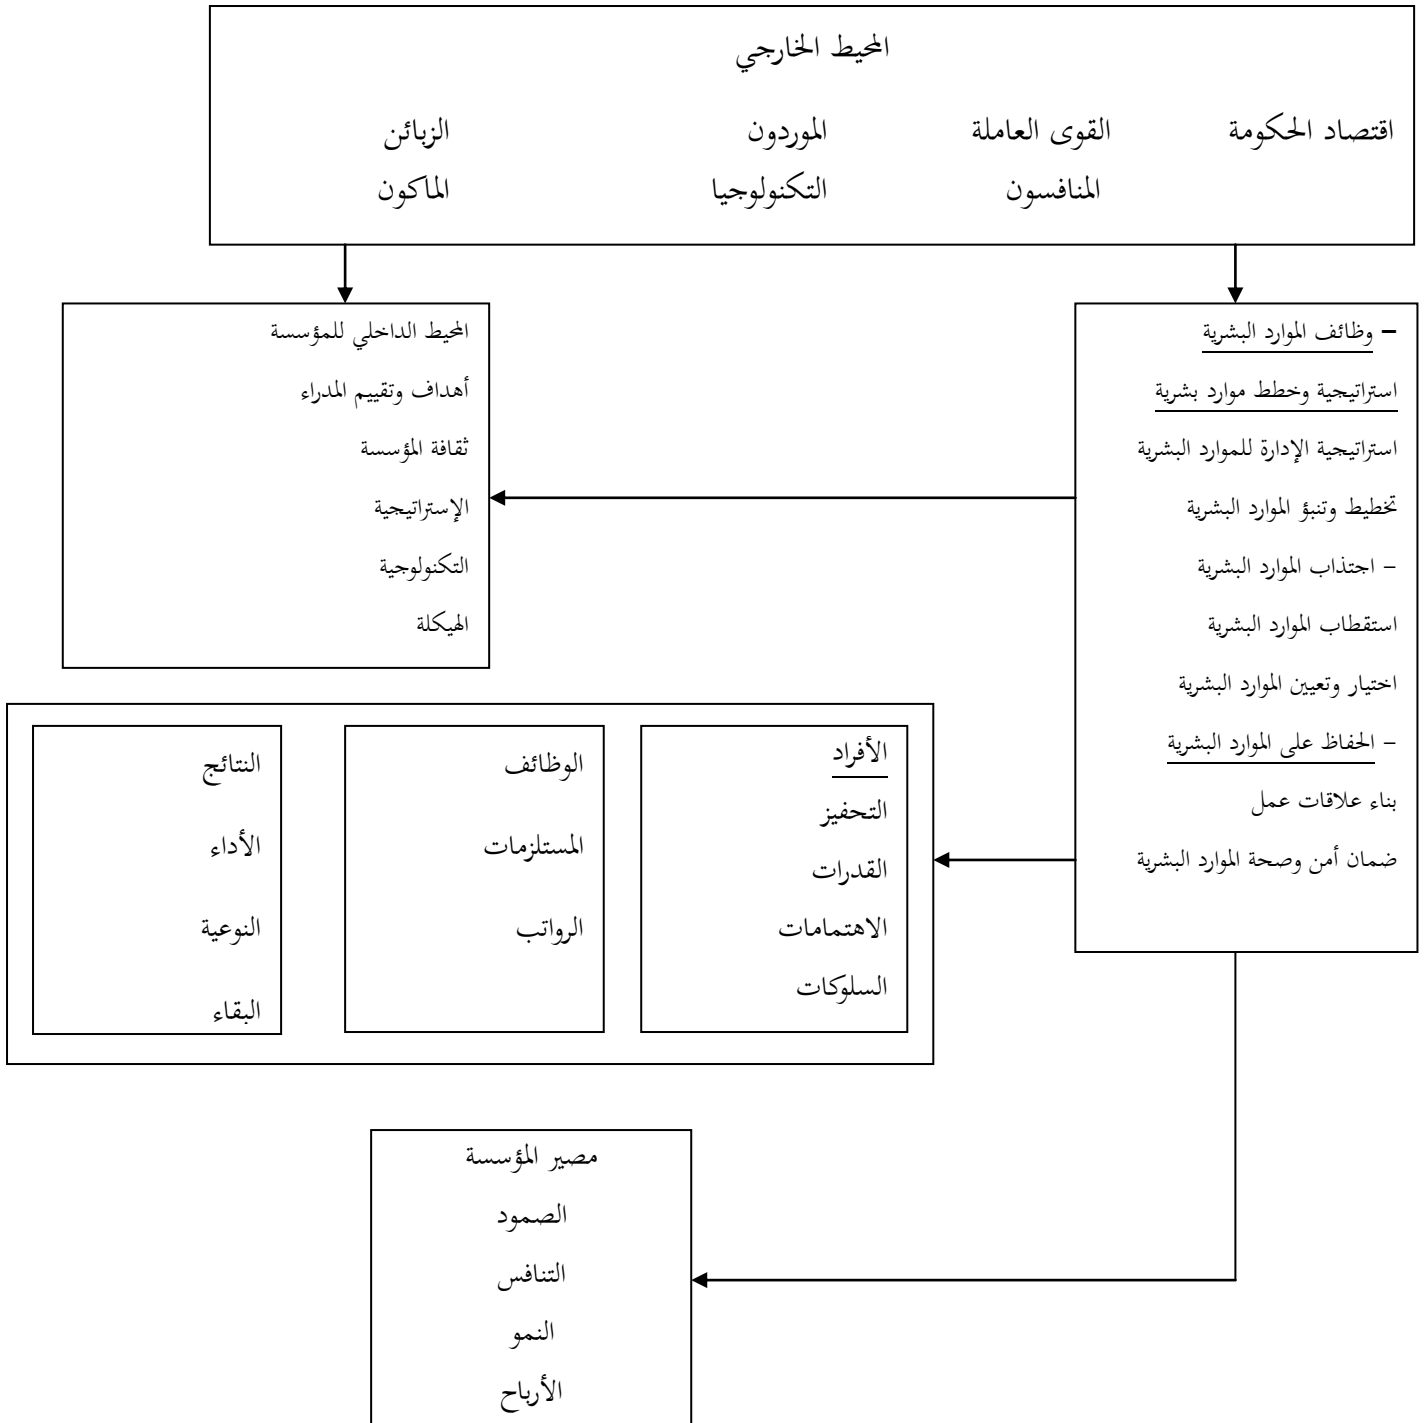 المحيط الخارجي
اقتصاد الحكومة القوى العاملة الموردون الزبائن
المنافسون التكنولوجيا الماكون
– وظائف الموارد البشرية
استراتيجية وخطط موارد بشرية
استراتيجية الإدارة للموارد البشرية
تخطيط وتنبؤ الموارد البشرية
– اجتذاب الموارد البشرية
استقطاب الموارد البشرية
اختيار وتعيين الموارد البشرية
– الحفاظ على الموارد البشرية
بناء علاقات عمل
ضمان أمن وصحة الموارد البشرية
المحيط الداخلي للمؤسسة
أهداف وتقييم المدراء
ثقافة المؤسسة
الإستراتيجية
التكنولوجية
الهيكلة
الأفراد
التحفيز
القدرات
الاهتمامات
السلوكات
الوظائف
المستلزمات
الرواتب
النتائج
الأداء
النوعية
البقاء
مصير المؤسسة
الصمود
التنافس
النمو
الأرباح